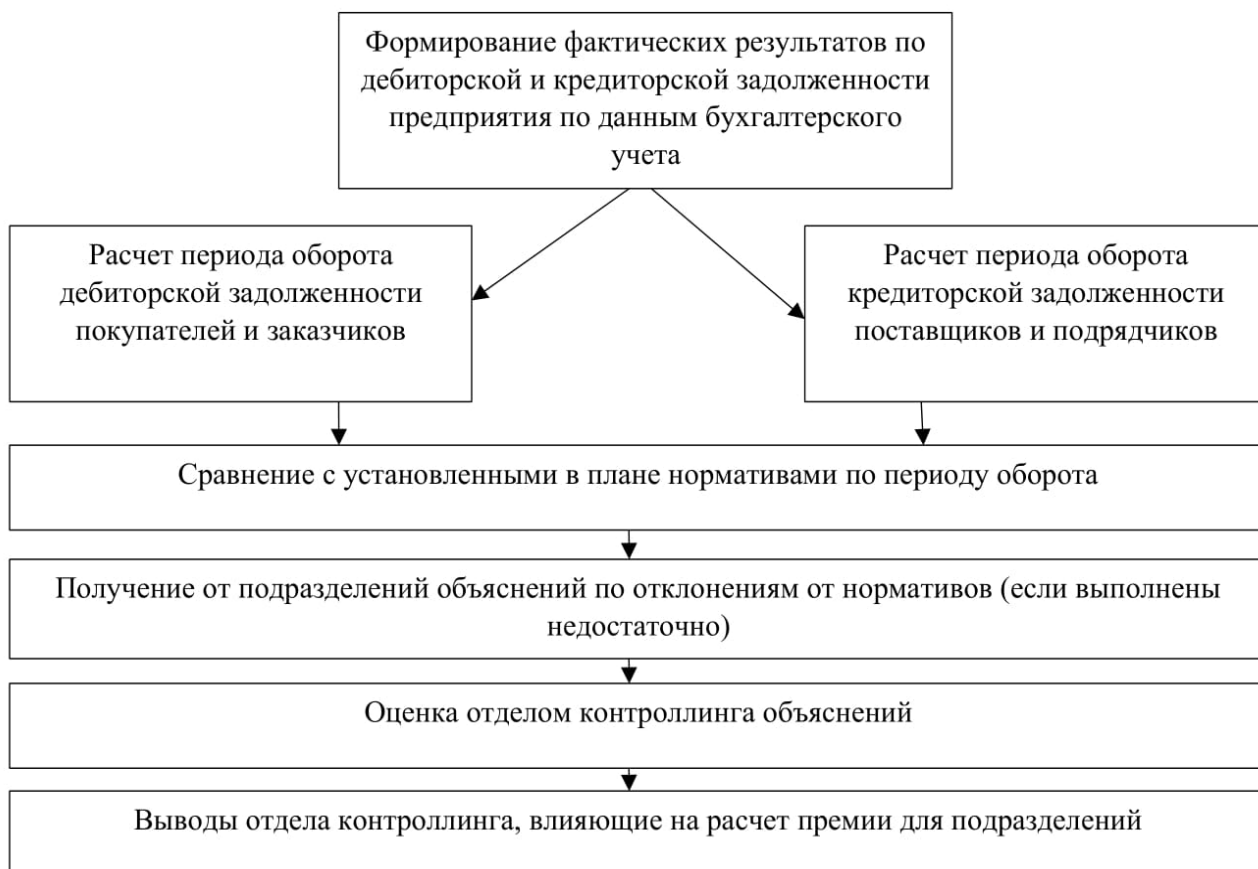 Формирование фактических результатов по
дебиторской и кредиторской задолженности
предприятия по данным бухгалтерского
учета
Расчет периода оборота
дебиторской задолженности
покупателей и заказчиков
Расчет периода оборота
кредиторской задолженности
поставщиков и подрядчиков
Сравнение с установленными в плане нормативами по периоду оборота
Получение от подразделений объяснений по отклонениям от нормативов (если выполнены
недостаточно)
Оценка отделом контроллинга объяснений
Выводы отдела контроллинга, влияющие на расчет премии для подразделений